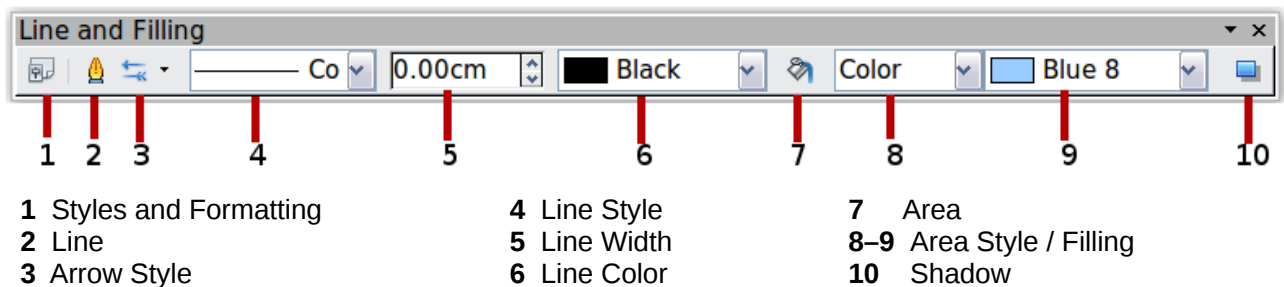 Line and Filling
Co 0.00cm Black Color Blue 8
1 2 3 4 5 6 7 8 9 10
1 Styles and Formatting 4 Line Style 7 Area
2 Line 5 Line Width 8–9 Area Style / Filling
3 Arrow Style 6 Line Color 10 Shadow